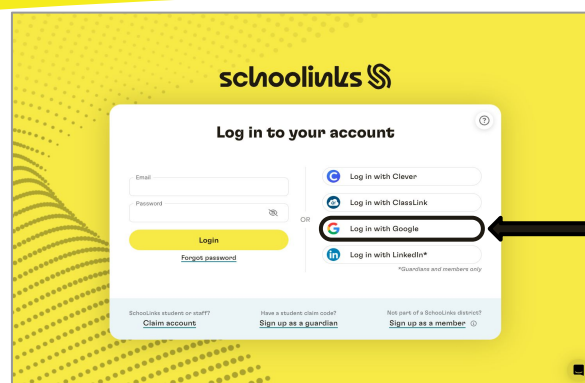 schoolinks
Log in to your account
Email
Password
Login
Forgot password
OR
Log in with Clever
Log in with ClassLink
Log in with Google
Log in with LinkedIn*
*Guardians and members only
SchooLinks student or staff?
Claim account
Have a student claim code?
Sign up as a guardian
Not part of a SchooLinks district?
Sign up as a member